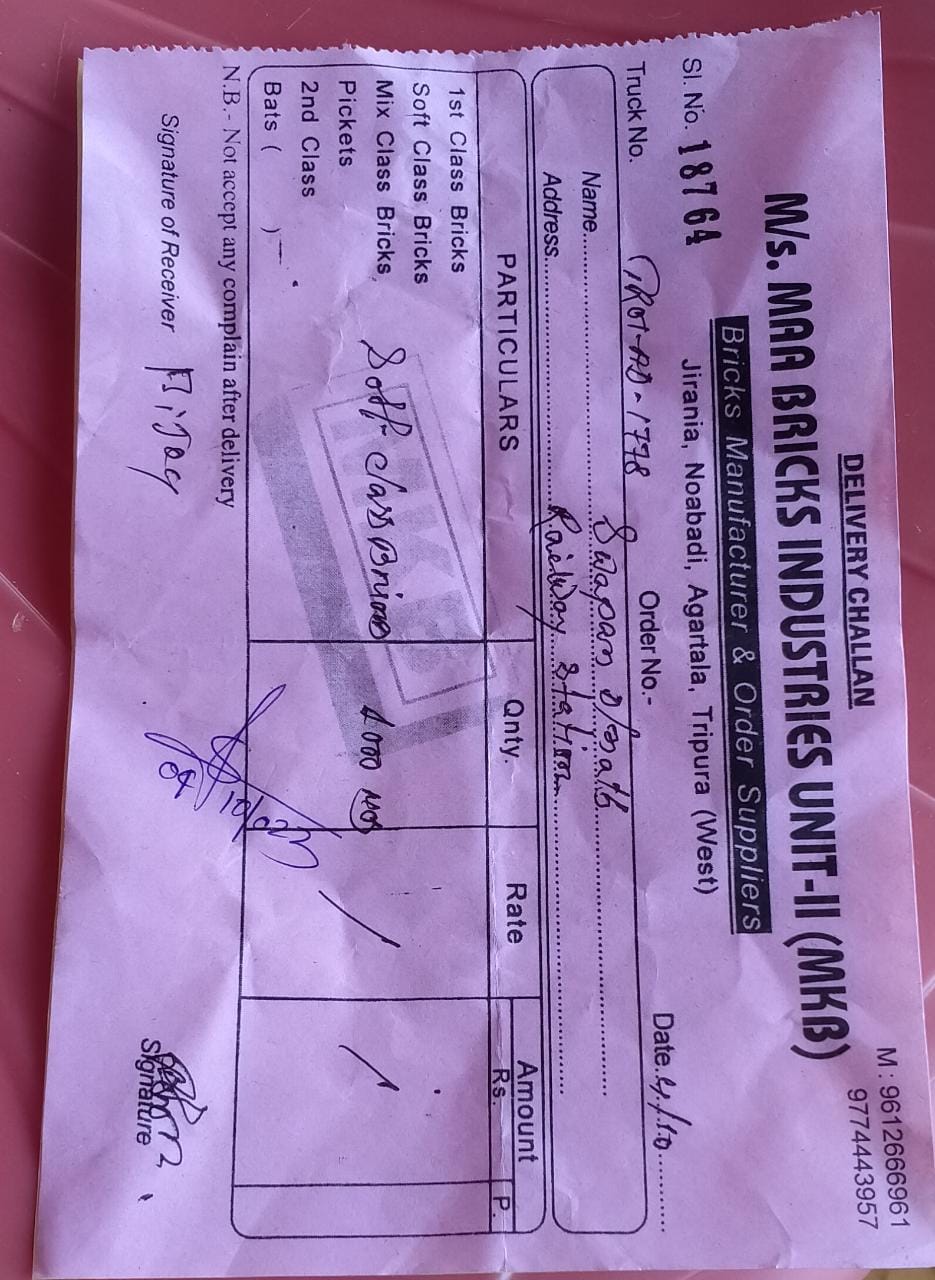 DELIVERY CHALLAN
M : 9612666961
9774443957
M/s. MAA BRICKS INDUSTRIES UNIT-II (MKB)
Bricks Manufacturer & Order Suppliers
Jirania, Noabadi, Agartala, Tripura (West)
Sl. No. 18764
Date
Truck No. TR01-AD-1778 Order No.-
Name Swapan
Address Railway Station
PARTICULARS Qnty. Rate Amount
Rs. P.
1st Class Bricks
Soft Class Bricks
Mix Class Bricks
Pickets
2nd Class
Bats ( )
Soft class Bricks 4000 nos
MKB
N.B.- Not accept any complain after delivery
Signature of Receiver
Signature